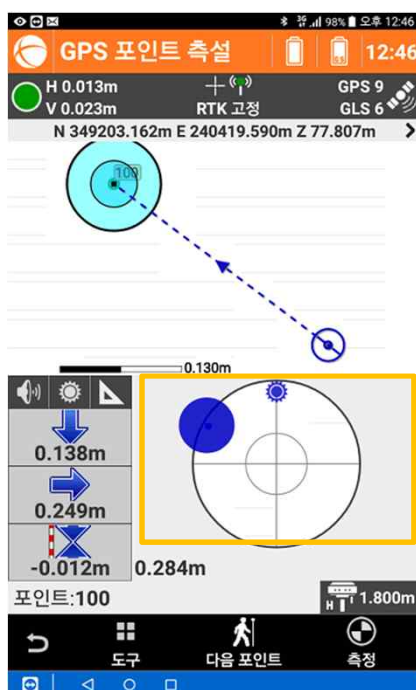 98% 오후 12:46
GPS 포인트 측설 12:46
H 0.013m GPS 9
V 0.023m RTK 고정 GLS 6
N 349203.162m E 240419.590m Z 77.807m
100
0.130m
0.138m
0.249m
-0.012m 0.284m
포인트:100 H 1.800m
도구 다음 포인트 측정